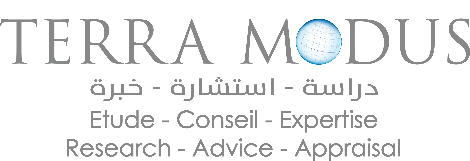 TERRA MODUS
دراسة - استشارة - خبرة
Etude - Conseil - Expertise
Research - Advice - Appraisal